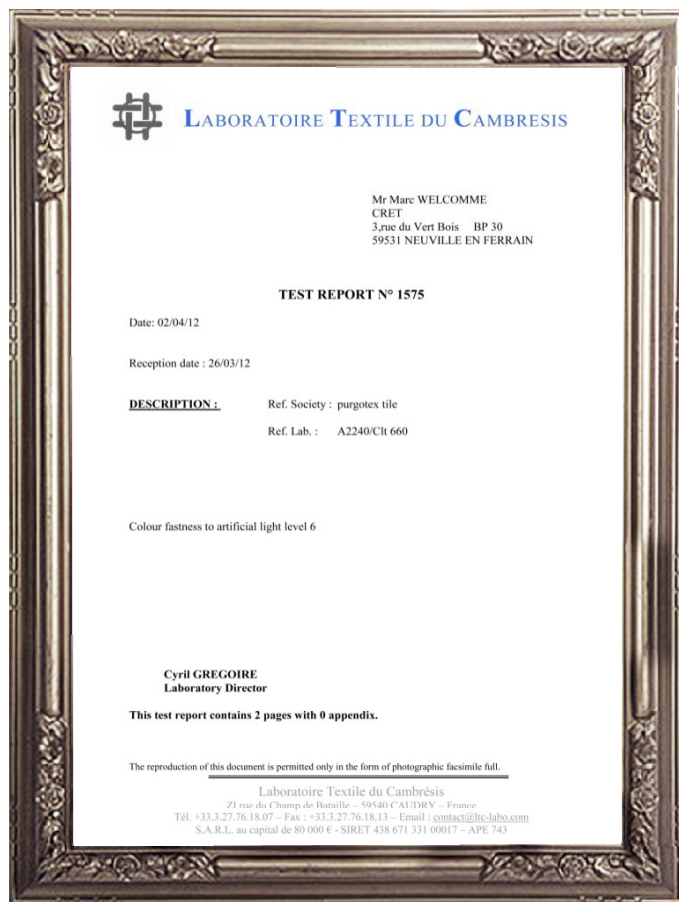 LABORATOIRE TEXTILE DU CAMBRESIS
Mr Marc WELCOMME
CRET
3,rue du Vert Bois BP 30
59531 NEUVILLE EN FERRAIN
TEST REPORT N° 1575
Date: 02/04/12
Reception date : 26/03/12
DESCRIPTION : Ref. Society : purgotex tile
Ref. Lab. : A2240/Clt 660
Colour fastness to artificial light level 6
Cyril GREGOIRE
Laboratory Director
This test report contains 2 pages with 0 appendix.
The reproduction of this document is permitted only in the form of photographic facsimile full.
Laboratoire Textile du Cambrésis
ZI rue du Champ de Bataille – 59540 CAUDRY – France
Tél. +33.3.27.76.18.07 – Fax : +33.3.27.76.18.13 – Email : contact@ltc-labo.com
S.A.R.L. au capital de 80 000 € - SIRET 438 671 331 00017 – APE 743